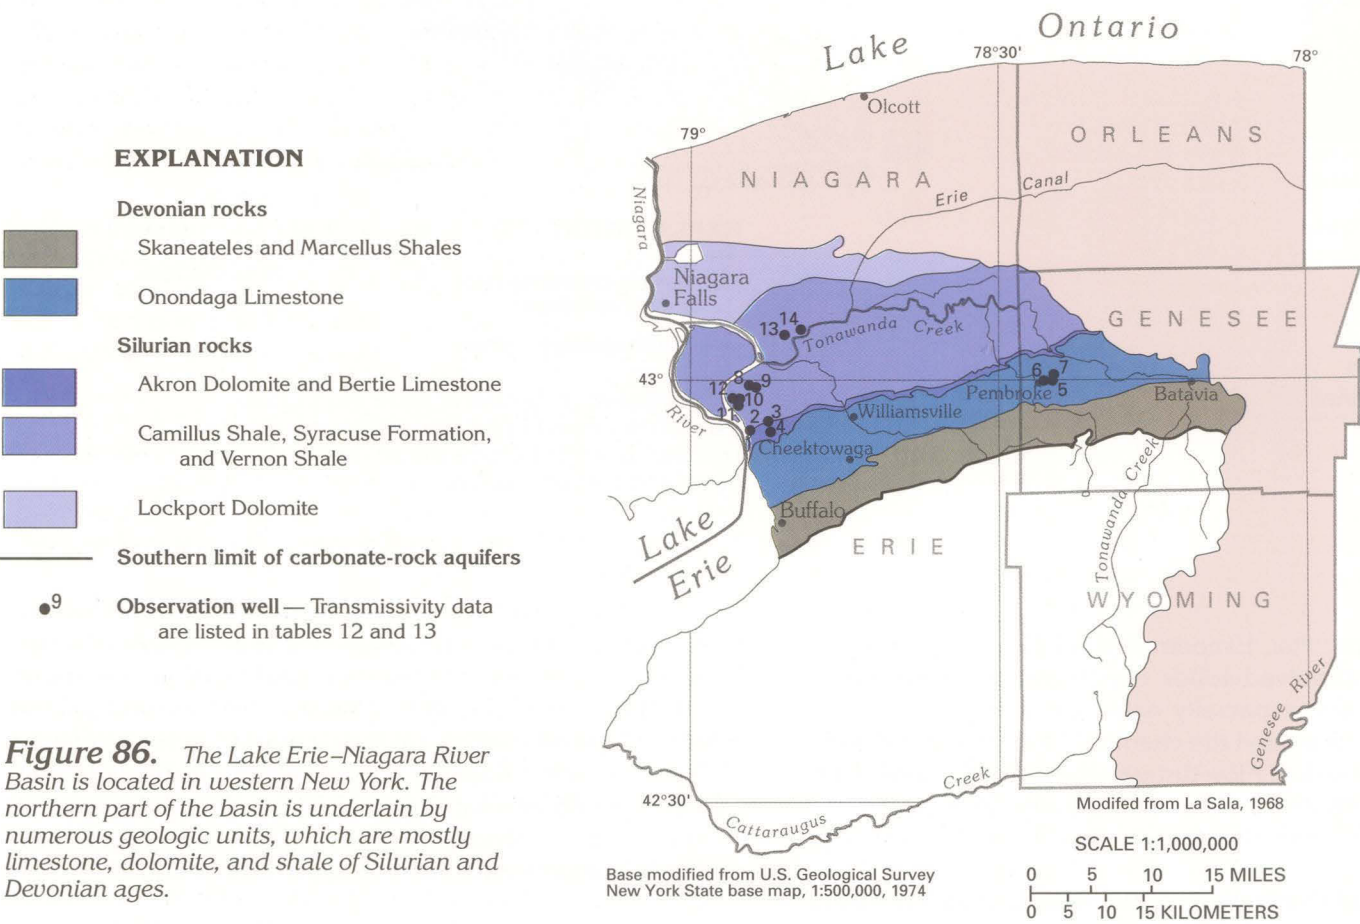 EXPLANATION
Devonian rocks
Skaneateles and Marcellus Shales
Onondaga Limestone
Silurian rocks
Akron Dolomite and Bertie Limestone
Camillus Shale, Syracuse Formation,
and Vernon Shale
Lockport Dolomite
Southern limit of carbonate-rock aquifers
9 Observation well — Transmissivity data
are listed in tables 12 and 13
Figure 86. The Lake Erie–Niagara River
Basin is located in western New York. The
northern part of the basin is underlain by
numerous geologic units, which are mostly
limestone, dolomite, and shale of Silurian and
Devonian ages.
Lake Ontario
78°30'
78°
79°
Olcott
ORLEANS
NIAGARA
Erie Canal
Niagara
Niagara
Falls
GENESEE
14
13
Tonawanda Creek
43°
8
9
12
10
11
2
3
4
1
6
7
5
Pembroke
Batavia
River
Williamsville
Cheektowaga
Buffalo
Lake
Erie
ERIE
Tonawanda Creek
WYOMING
Genesee River
42°30'
Cattaraugus
Creek
Modifed from La Sala, 1968
SCALE 1:1,000,000
0 5 10 15 MILES
0 5 10 15 KILOMETERS
Base modified from U.S. Geological Survey
New York State base map, 1:500,000, 1974